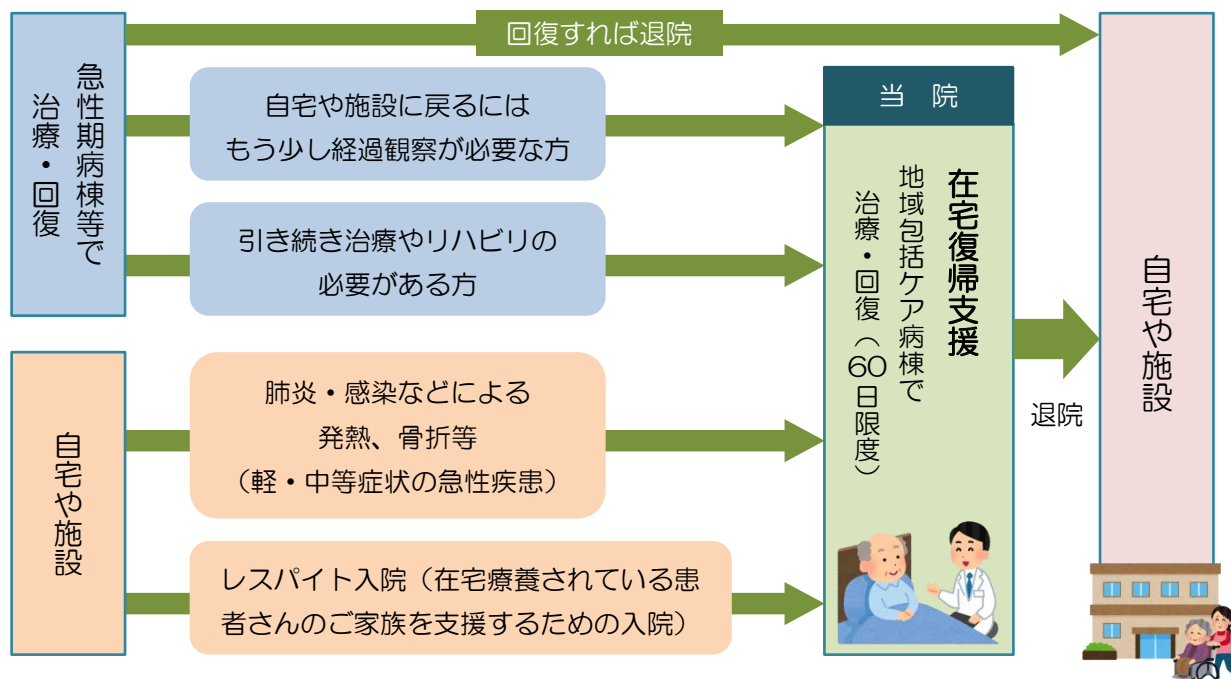 急性期病棟等で
治療・回復
回復すれば退院
自宅や施設に戻るには
もう少し経過観察が必要な方
引き続き治療やリハビリの
必要がある方
自宅や施設
肺炎・感染などによる
発熱、骨折等
（軽・中等症状の急性疾患）
レスパイト入院（在宅療養されている患
者さんのご家族を支援するための入院）
当　院
在宅復帰支援
地域包括ケア病棟で
治療・回復（60日限度）
退院
自宅や施設